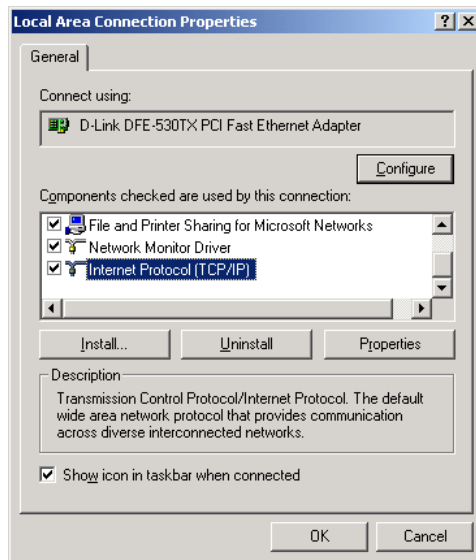 Local Area Connection Properties
General
Connect using:
D-Link DFE-530TX PCI Fast Ethernet Adapter
Configure
Components checked are used by this connection:
File and Printer Sharing for Microsoft Networks
Network Monitor Driver
Internet Protocol (TCP/IP)
Install... Uninstall Properties
Description
Transmission Control Protocol/Internet Protocol. The default
wide area network protocol that provides communication
across diverse interconnected networks.
Show icon in taskbar when connected
OK Cancel